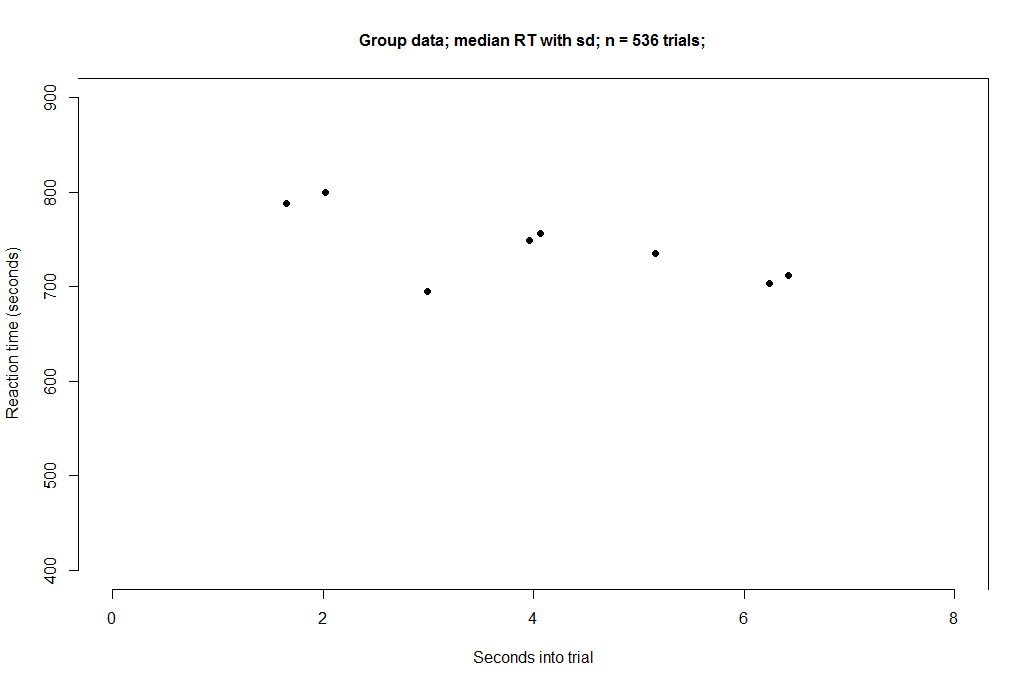 Group data; median RT with sd; n = 536 trials;
Reaction time (seconds)
900
800
700
600
500
400
0 2 4 6 8
Seconds into trial